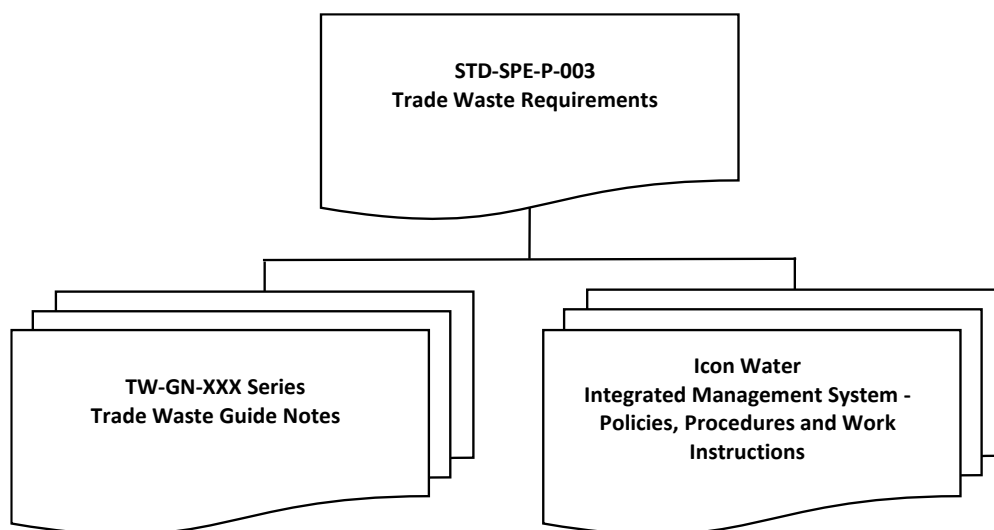 STD-SPE-P-003
Trade Waste Requirements
TW-GN-XXX Series
Trade Waste Guide Notes
Icon Water
Integrated Management System -
Policies, Procedures and Work
Instructions